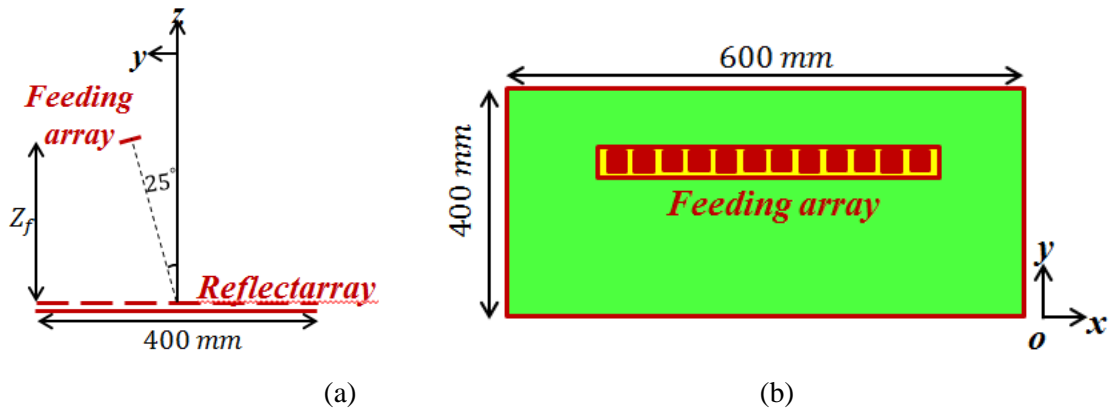 z
y
Feeding
array
25°
Z_f
Reflectarray
400 mm
(a)
600 mm
400 mm
Feeding array
y
x
o
(b)